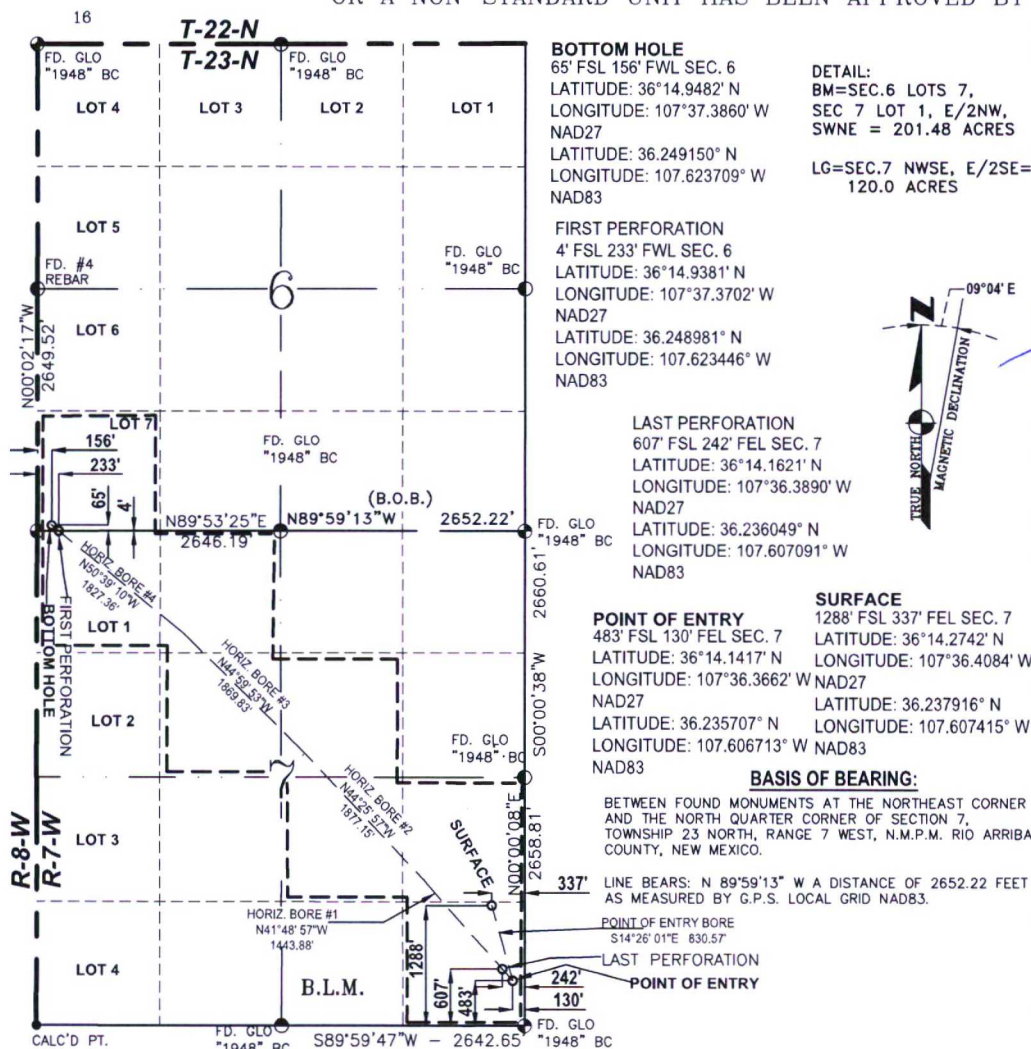 OR A NON-STANDARD UNIT HAS BEEN APPROVED BY
16
T-22-N
T-23-N
FD. GLO
"1948" BC
FD. GLO
"1948" BC
LOT 4
LOT 3
LOT 2
LOT 1
LOT 5
FD. #4
REBAR
6
FD. GLO
"1948" BC
LOT 6
N00°02'17"W
2649.52'
LOT 7
156'
233'
65'
4'
FD. GLO
"1948" BC
(B.O.B.)
N89°53'25"E
2646.19'
N89°59'13"W
2652.22'
FD. GLO
"1948" BC
HORIZ. BORE #4
N50°39'10"W
1827.36'
FIRST PERFORATION
BOTTOM HOLE
LOT 1
2660.61'
S00°00'38"W
HORIZ. BORE #3
N44°59'53"W
1869.83'
LOT 2
FD. GLO
"1948" BC
7
HORIZ. BORE #2
N44°25'57"W
1877.15'
R-8-W
R-7-W
LOT 3
SURFACE
N00°00'08"E
2658.81
337'
HORIZ. BORE #1
N41°48'57"W
1443.88'
1288'
607'
483'
POINT OF ENTRY BORE
S14°26'01"E 830.57'
LAST PERFORATION
POINT OF ENTRY
242'
130'
LOT 4
B.L.M.
CALC'D PT.
FD. GLO
"1948" BC
S89°59'47"W - 2642.65'
FD. GLO
"1948" BC
BOTTOM HOLE
65' FSL 156' FWL SEC. 6
LATITUDE: 36°14.9482' N
LONGITUDE: 107°37.3860' W
NAD27
LATITUDE: 36.249150° N
LONGITUDE: 107.623709° W
NAD83
DETAIL:
BM=SEC.6 LOTS 7,
SEC 7 LOT 1, E/2NW,
SWNE = 201.48 ACRES
LG=SEC.7 NWSE, E/2SE=
120.0 ACRES
FIRST PERFORATION
4' FSL 233' FWL SEC. 6
LATITUDE: 36°14.9381' N
LONGITUDE: 107°37.3702' W
NAD27
LATITUDE: 36.248981° N
LONGITUDE: 107.623446° W
NAD83
09°04' E
N
TRUE NORTH
MAGNETIC DECLINATION
LAST PERFORATION
607' FSL 242' FEL SEC. 7
LATITUDE: 36°14.1621' N
LONGITUDE: 107°36.3890' W
NAD27
LATITUDE: 36.236049° N
LONGITUDE: 107.607091° W
NAD83
POINT OF ENTRY
483' FSL 130' FEL SEC. 7
LATITUDE: 36°14.1417' N
LONGITUDE: 107°36.3662' W
NAD27
LATITUDE: 36.235707° N
LONGITUDE: 107.606713° W
NAD83
SURFACE
1288' FSL 337' FEL SEC. 7
LATITUDE: 36°14.2742' N
LONGITUDE: 107°36.4084' W
NAD27
LATITUDE: 36.237916° N
LONGITUDE: 107.607415° W
NAD83
BASIS OF BEARING:
BETWEEN FOUND MONUMENTS AT THE NORTHEAST CORNER
AND THE NORTH QUARTER CORNER OF SECTION 7,
TOWNSHIP 23 NORTH, RANGE 7 WEST, N.M.P.M. RIO ARRIBA
COUNTY, NEW MEXICO.
LINE BEARS: N 89°59'13" W A DISTANCE OF 2652.22 FEET
AS MEASURED BY G.P.S. LOCAL GRID NAD83.